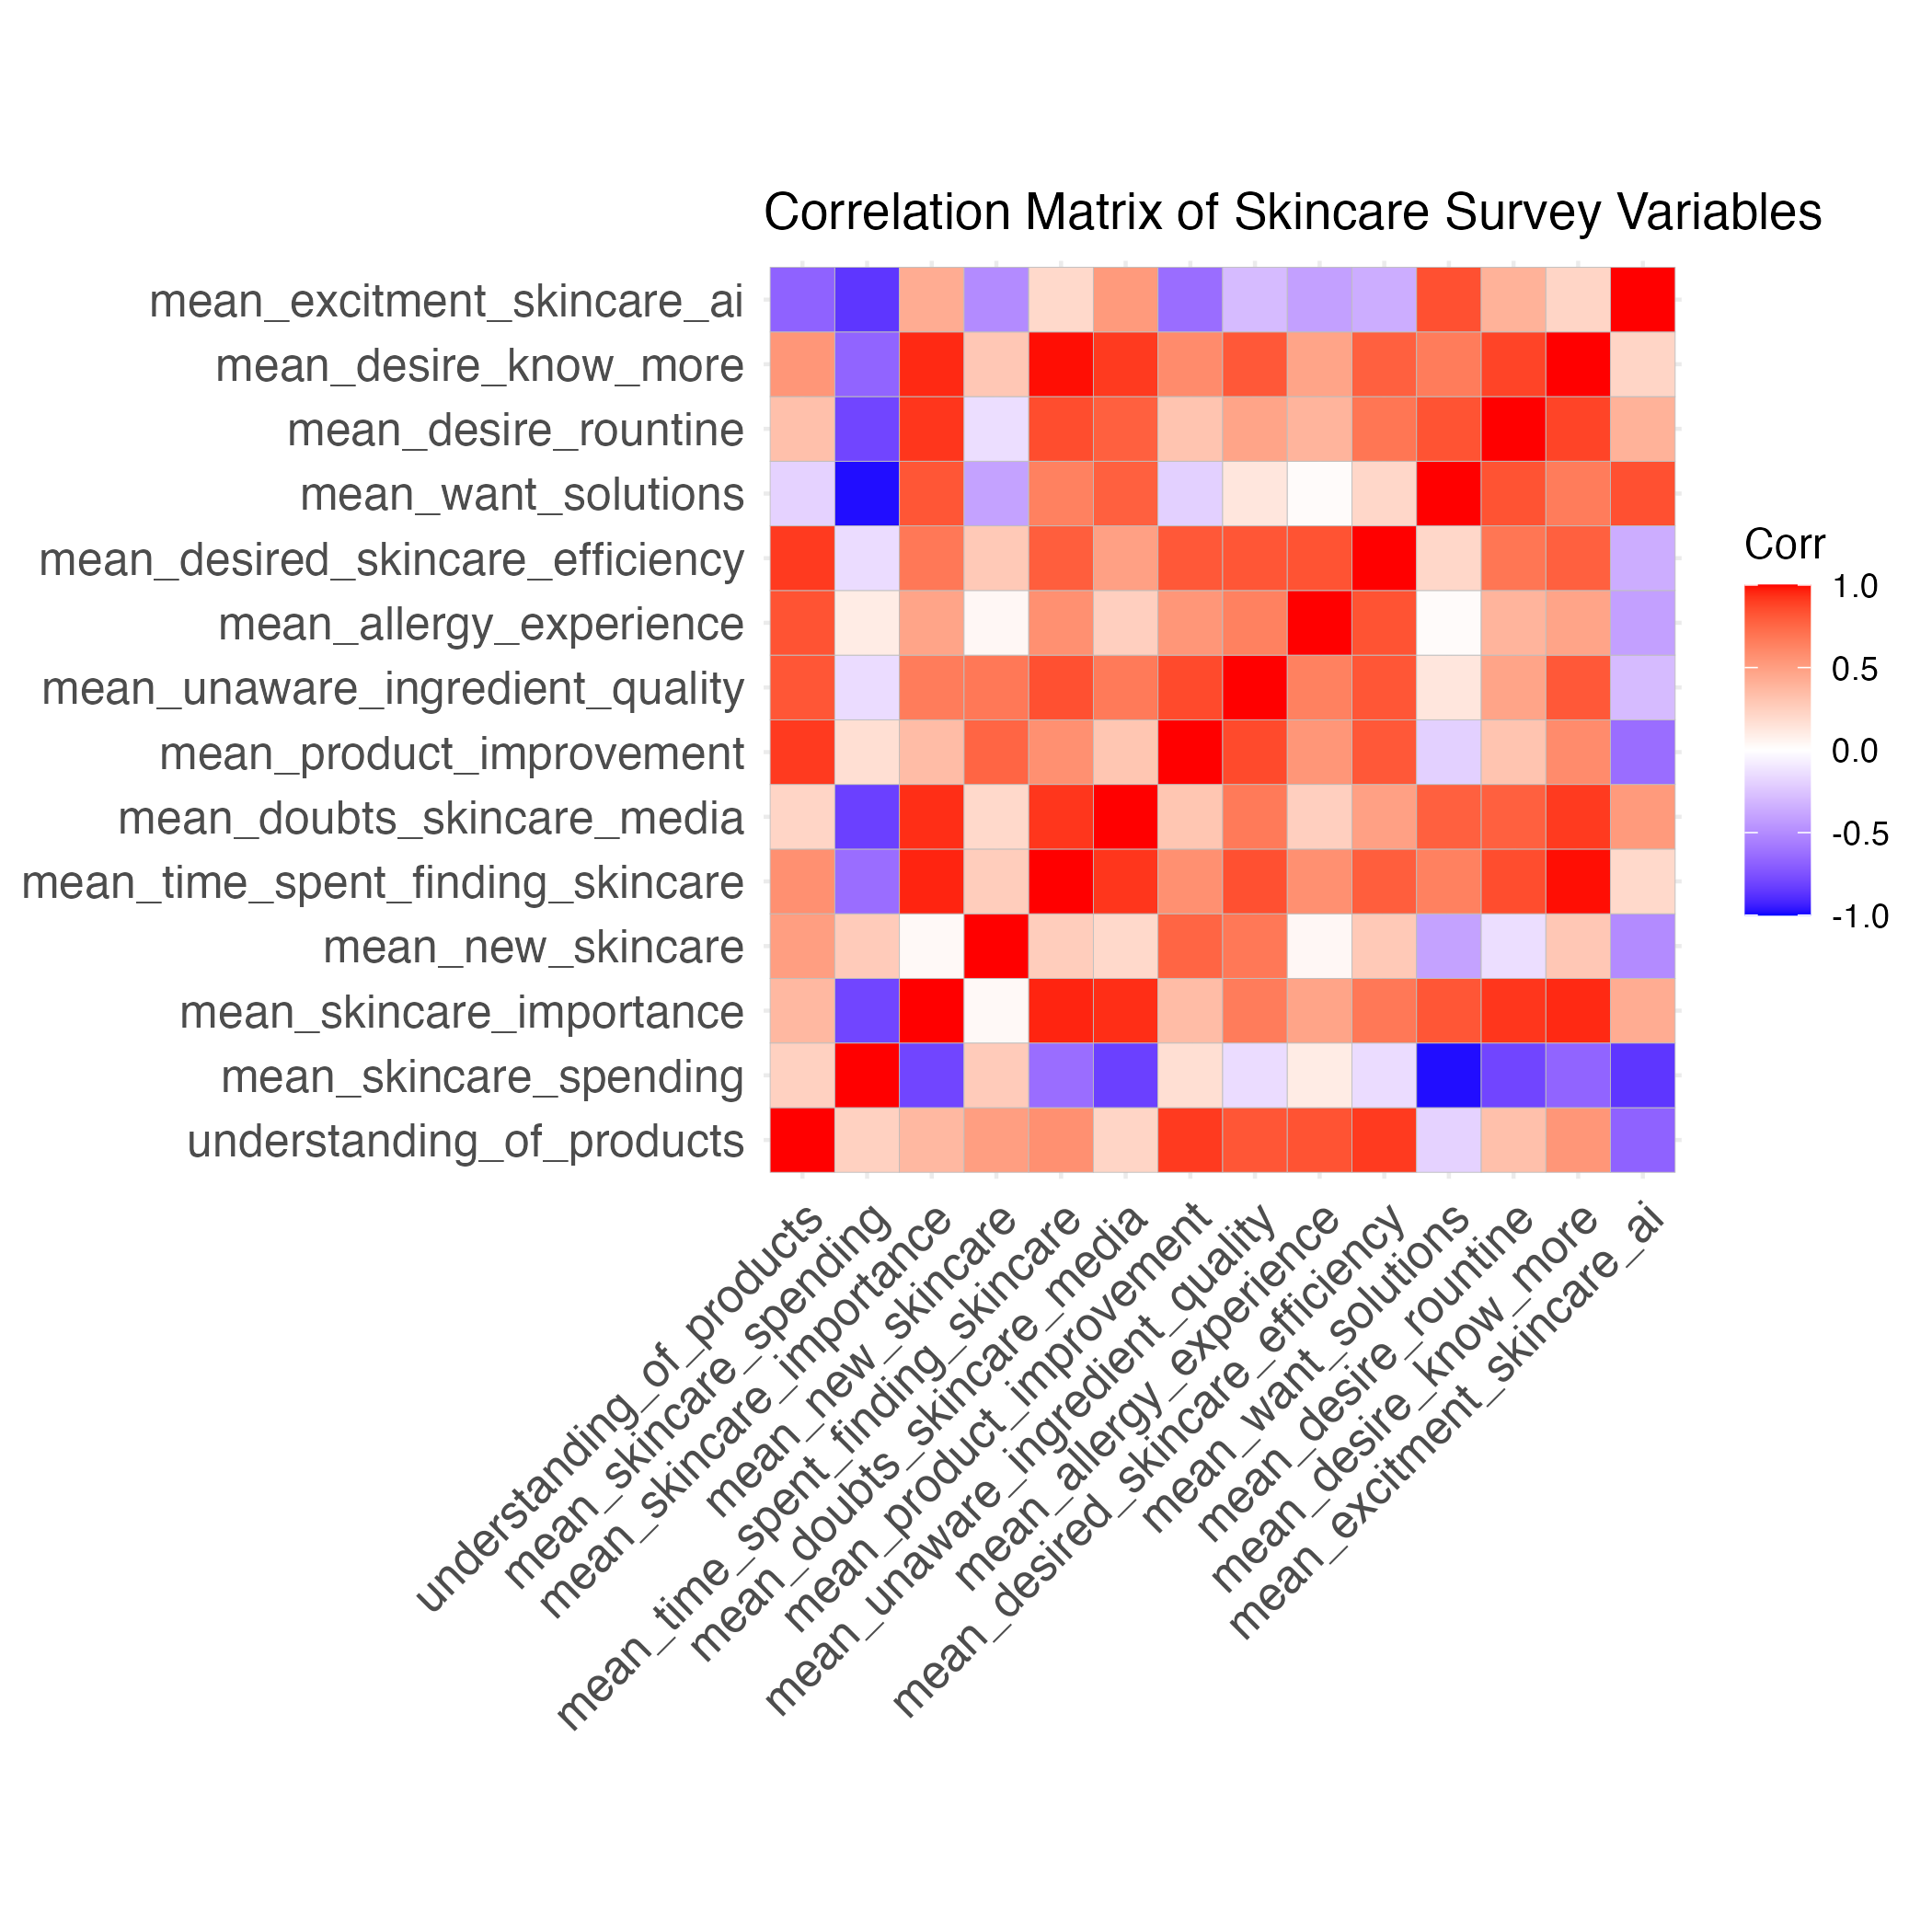 Correlation Matrix of Skincare Survey Variables
mean_excitment_skincare_ai
mean_desire_know_more
mean_desire_rountine
mean_want_solutions
mean_desired_skincare_efficiency
mean_allergy_experience
mean_unaware_ingredient_quality
mean_product_improvement
mean_doubts_skincare_media
mean_time_spent_finding_skincare
mean_new_skincare
mean_skincare_importance
mean_skincare_spending
understanding_of_products
Corr
1.0
0.5
0.0
-0.5
-1.0
understanding_of_products
mean_skincare_spending
mean_skincare_importance
mean_new_skincare
mean_time_spent_finding_skincare
mean_doubts_skincare_media
mean_product_improvement
mean_unaware_ingredient_quality
mean_allergy_experience
mean_desired_skincare_efficiency
mean_want_solutions
mean_desire_rountine
mean_desire_know_more
mean_excitment_skincare_ai